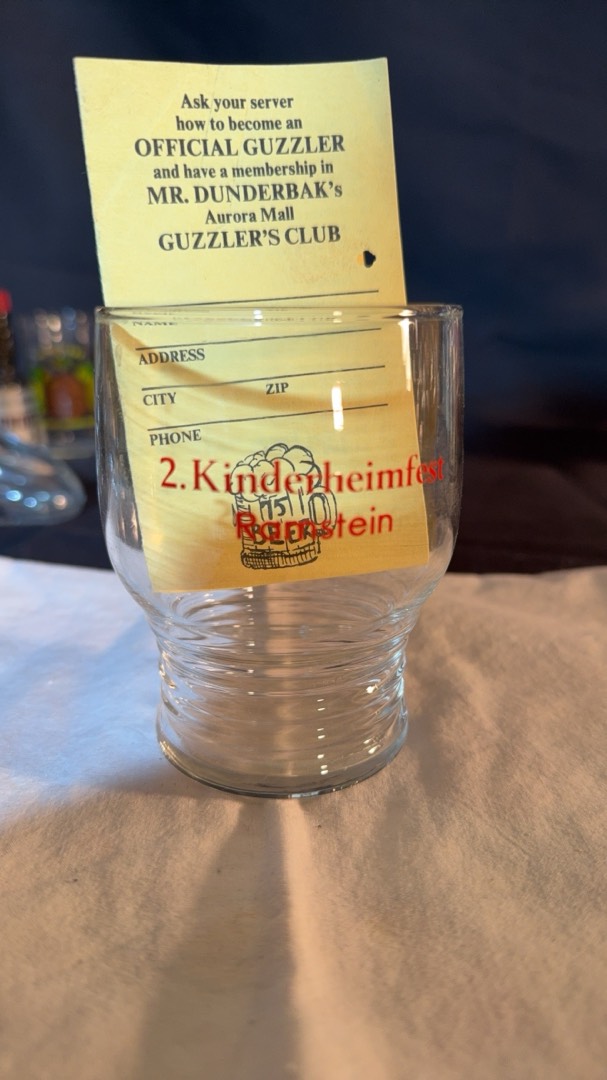 Ask your server
how to become an
OFFICIAL GUZZLER
and have a membership in
MR. DUNDERBAK's
Aurora Mall
GUZZLER'S CLUB
NAME
ADDRESS
CITY ZIP
PHONE
2. Kinderheimfest
Ramstein